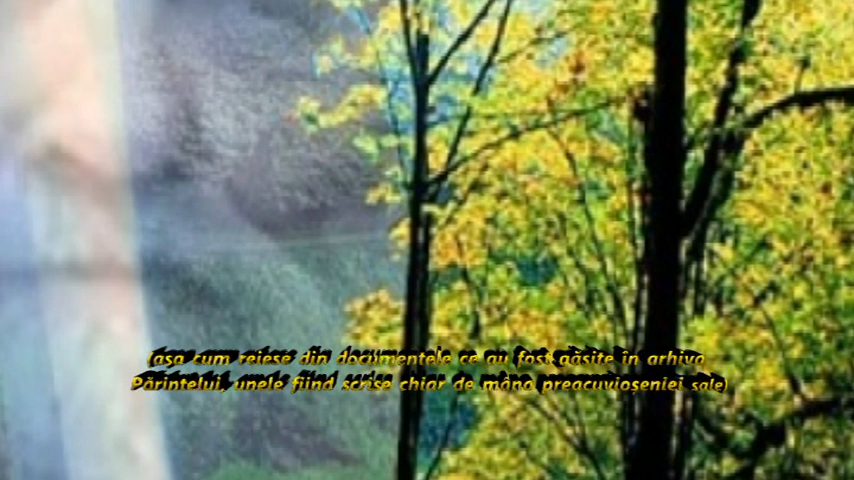 (așa cum reiese din documentele ce au fost găsite în arhiva
Părintelui, unele fiind scrise chiar de mâna preacuvioșeniei sale)